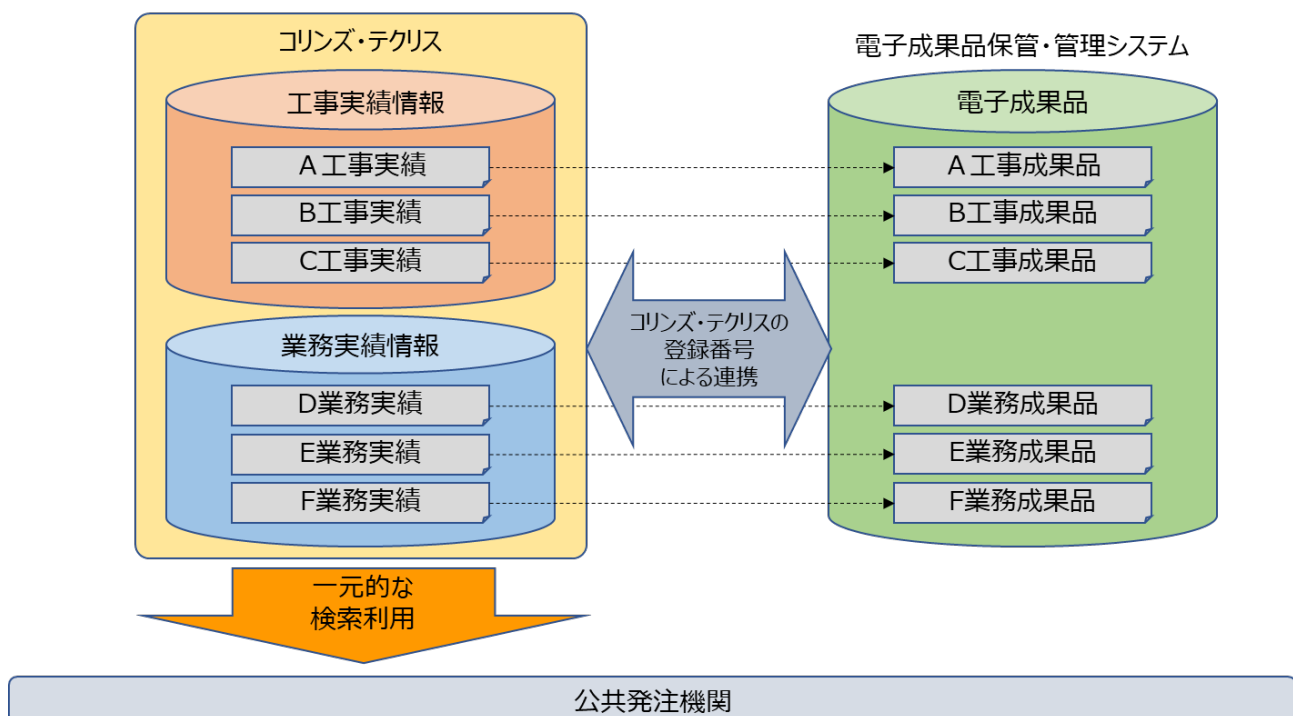 コリンズ・テクリス
工事実績情報
A工事実績
B工事実績
C工事実績
業務実績情報
D業務実績
E業務実績
F業務実績
コリンズ・テクリスの
登録番号
による連携
電子成果品保管・管理システム
電子成果品
A工事成果品
B工事成果品
C工事成果品
D業務成果品
E業務成果品
F業務成果品
一元的な
検索利用
公共発注機関